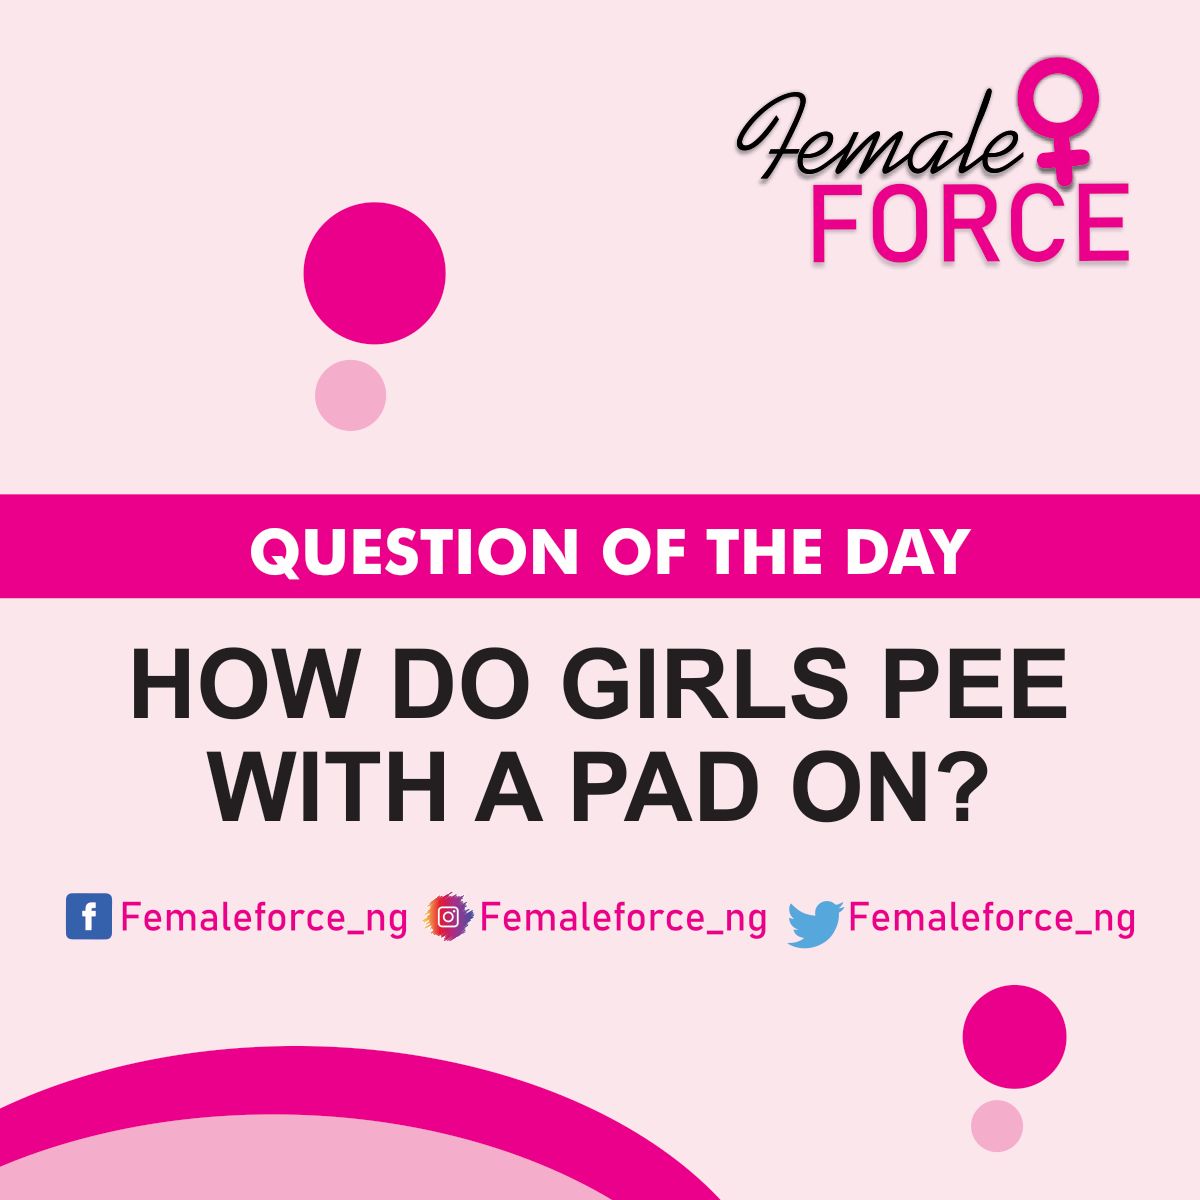 Female
FORCE
QUESTION OF THE DAY
HOW DO GIRLS PEE
WITH A PAD ON?
Femaleforce_ng Femaleforce_ng Femaleforce_ng